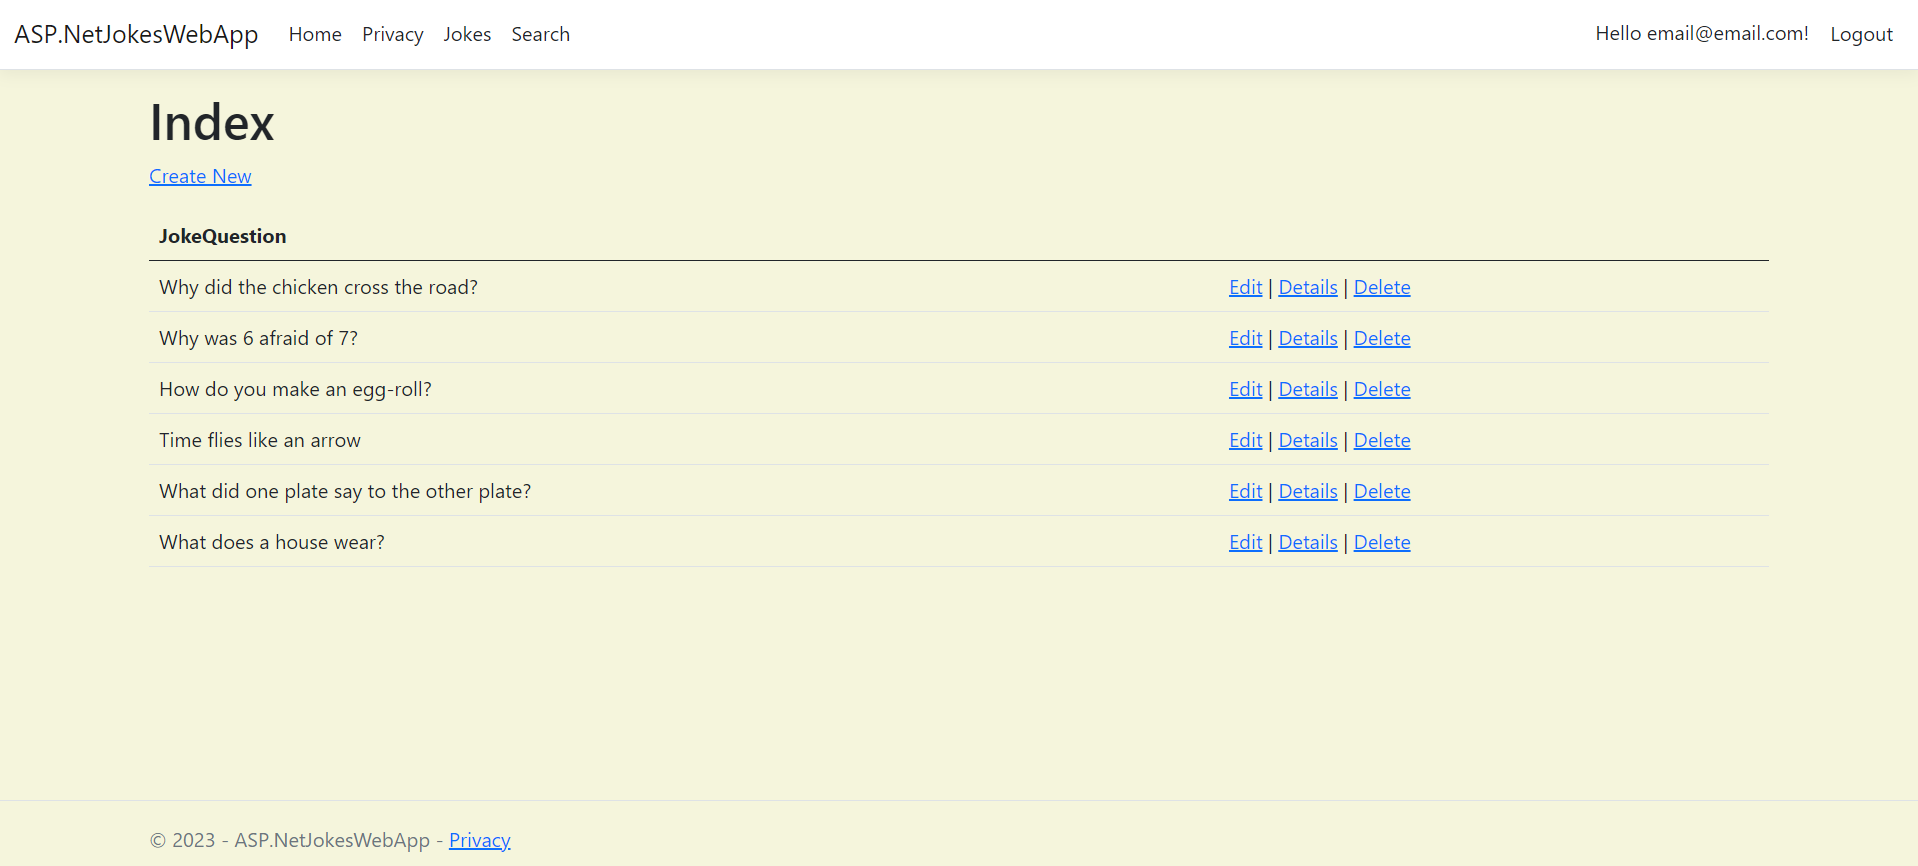 ASP.NetJokesWebApp Home Privacy Jokes Search Hello email@email.com! Logout
Index
Create New
JokeQuestion
Why did the chicken cross the road? Edit | Details | Delete
Why was 6 afraid of 7? Edit | Details | Delete
How do you make an egg-roll? Edit | Details | Delete
Time flies like an arrow Edit | Details | Delete
What did one plate say to the other plate? Edit | Details | Delete
What does a house wear? Edit | Details | Delete
© 2023 - ASP.NetJokesWebApp - Privacy